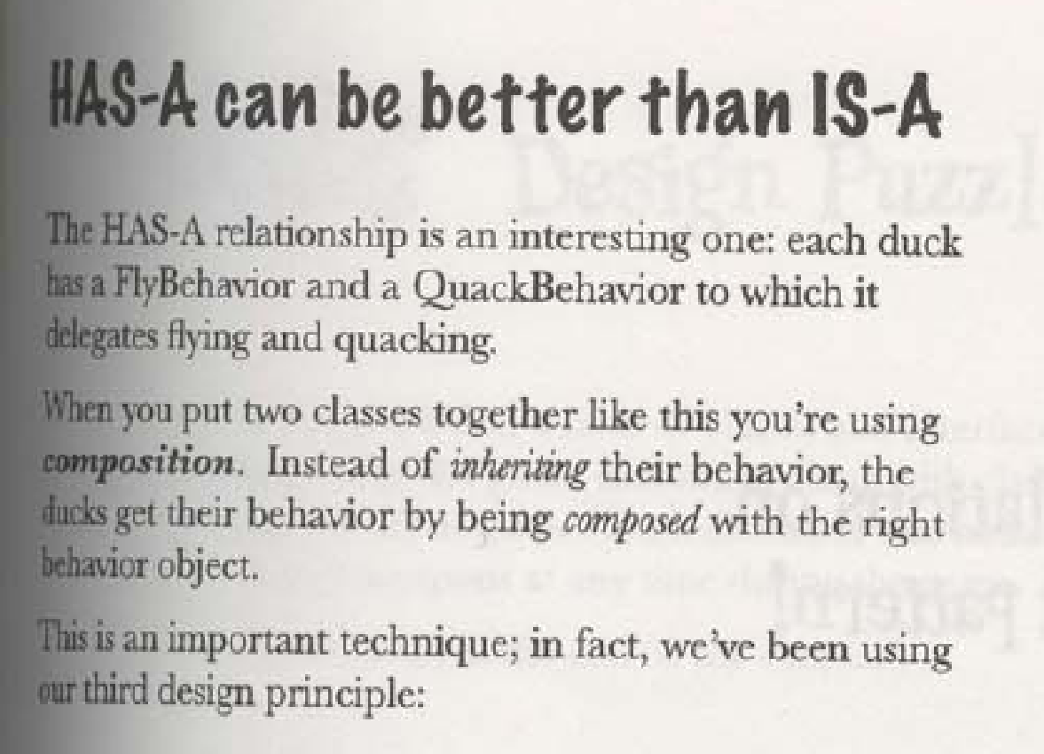 HAS-A can be better than IS-A
The HAS-A relationship is an interesting one: each duck
has a FlyBehavior and a QuackBehavior to which it
delegates flying and quacking.
When you put two classes together like this you're using
composition. Instead of inheriting their behavior, the
ducks get their behavior by being composed with the right
behavior object.
This is an important technique; in fact, we've been using
our third design principle: